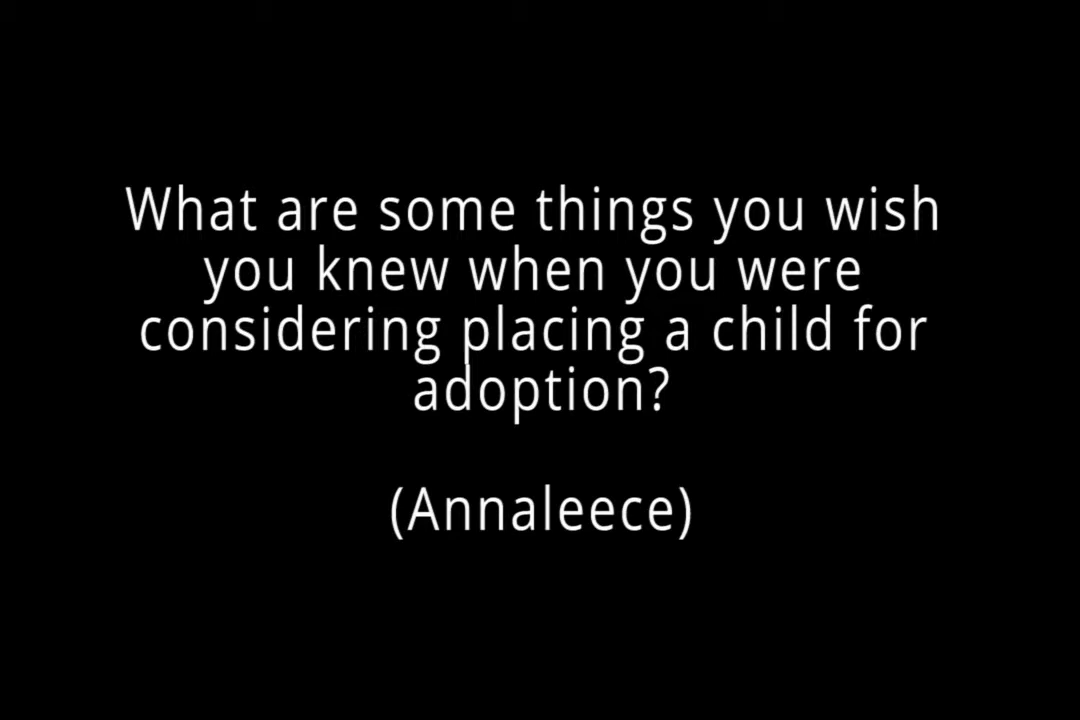 What are some things you wish
you knew when you were
considering placing a child for
adoption?
(Annaleece)